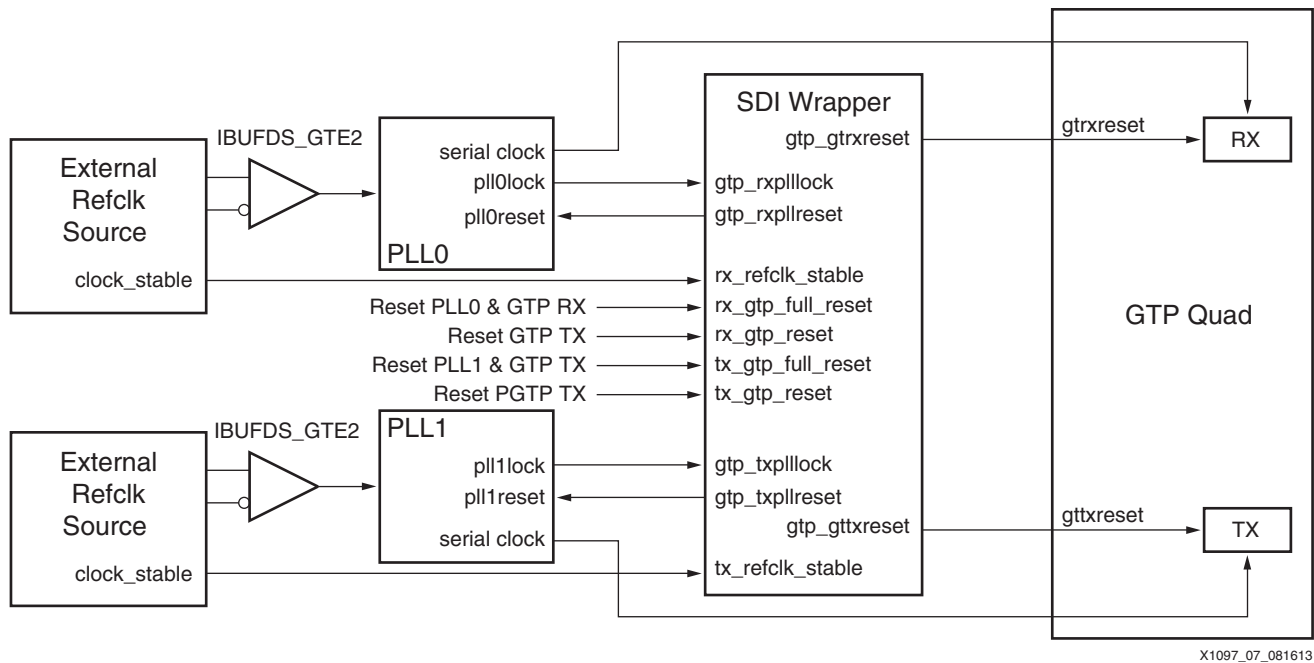 SDI Wrapper
gtp_gtrxreset
gtrxreset
RX
IBUFDS_GTE2
External
Refclk
Source
clock_stable
serial clock
pll0lock
pll0reset
PLL0
gtp_rxplllock
gtp_rxpllreset
rx_refclk_stable
Reset PLL0 & GTP RX
rx_gtp_full_reset
Reset GTP TX
rx_gtp_reset
Reset PLL1 & GTP TX
tx_gtp_full_reset
Reset PGTP TX
tx_gtp_reset
GTP Quad
IBUFDS_GTE2
PLL1
External
Refclk
Source
clock_stable
pll1lock
pll1reset
serial clock
gtp_txplllock
gtp_txpllreset
gtp_gttxreset
tx_refclk_stable
gttxreset
TX
X1097_07_081613